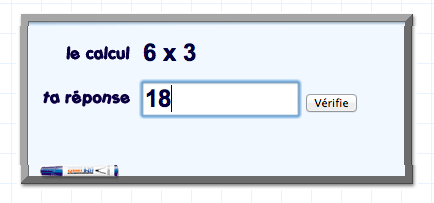 le calcul 6 x 3
ta réponse 18 Vérifie